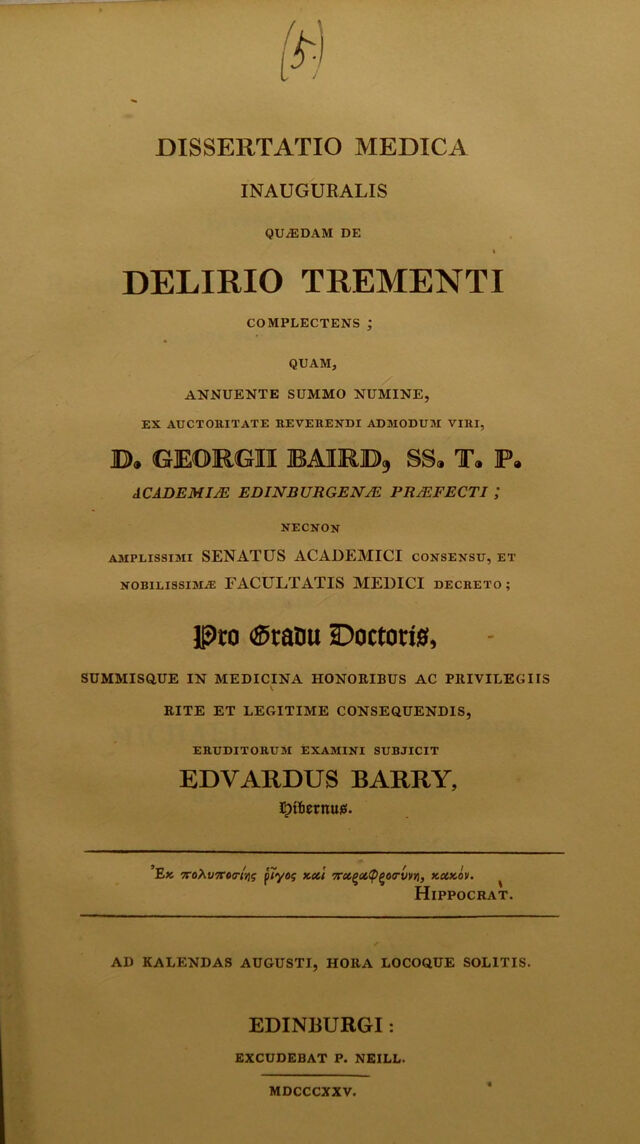 (5.)
DISSERTATIO MEDICA
INAUGURALIS
QUÆDAM DE
DELIRIO TREMENTI
COMPLECTENS ;
QUAM,
ANNUENTE SUMMO NUMINE,
EX AUCTORITATE REVERENDI ADMODUM VIRI,
D. GEORGII BAIRD, SS. T. P.
ACADEMIÆ EDINBURGENÆ PRÆFECTI ;
NECNON
AMPLISSIMI SENATUS ACADEMICI CONSENSU, ET
NOBILISSIMÆ FACULTATIS MEDICI DECRETO ;
Pro Gradu Doctoris,
SUMMISQUE IN MEDICINA HONORIBUS AC PRIVILEGIIS
RITE ET LEGITIME CONSEQUENDIS,
ERUDITORUM EXAMINI SUBJICIT
EDVARDUS BARRY,
Hibernus.
Ἐκ πολυποσίης ῥῖγος καὶ παραφροσύνη, κακόν.
HIPPOCRAT.
AD KALENDAS AUGUSTI, HORA LOCOQUE SOLITIS.
EDINBURGI :
EXCUDEBAT P. NEILL.
MDCCCXXV.